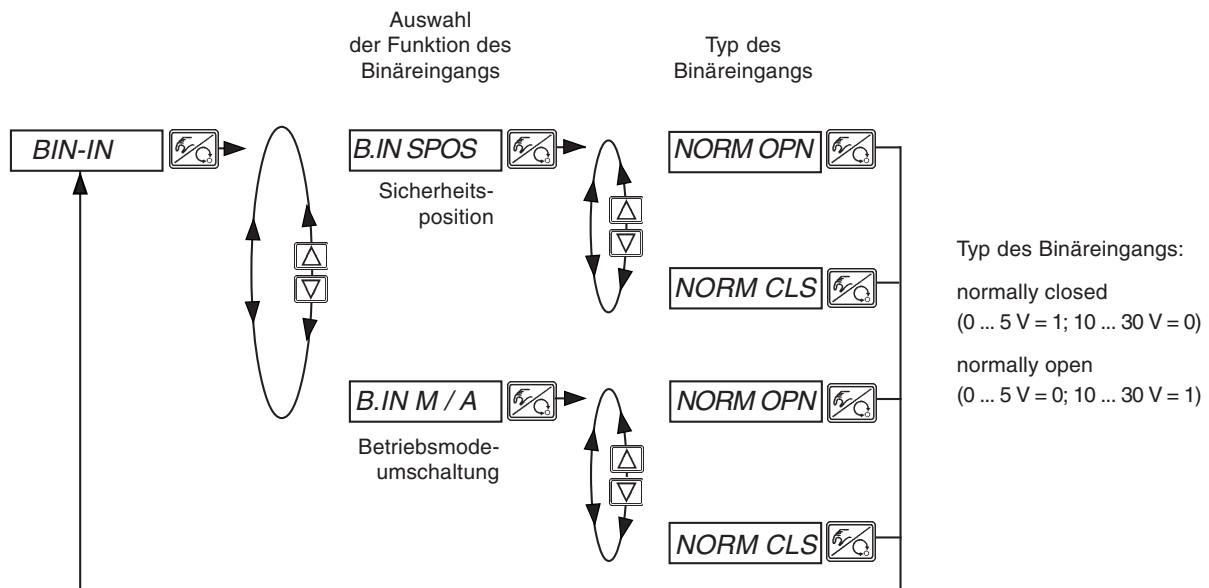 Auswahl
der Funktion des
Binäreingangs
Typ des
Binäreingangs
BIN-IN
B.IN SPOS
NORM OPN
Sicherheits-
position
NORM CLS
Typ des Binäreingangs:
normally closed
(0 ... 5 V = 1; 10 ... 30 V = 0)
normally open
(0 ... 5 V = 0; 10 ... 30 V = 1)
B.IN M / A
NORM OPN
Betriebsmode-
umschaltung
NORM CLS